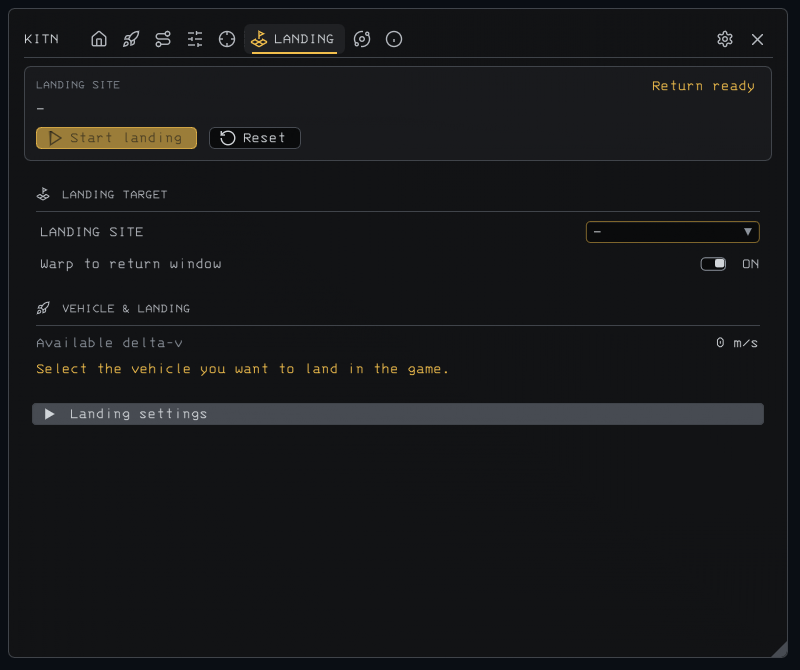 KITN LANDING
LANDING SITE Return ready
–
Start landing Reset
LANDING TARGET
LANDING SITE –
Warp to return window ON
VEHICLE & LANDING
Available delta-v 0 m/s
Select the vehicle you want to land in the game.
Landing settings